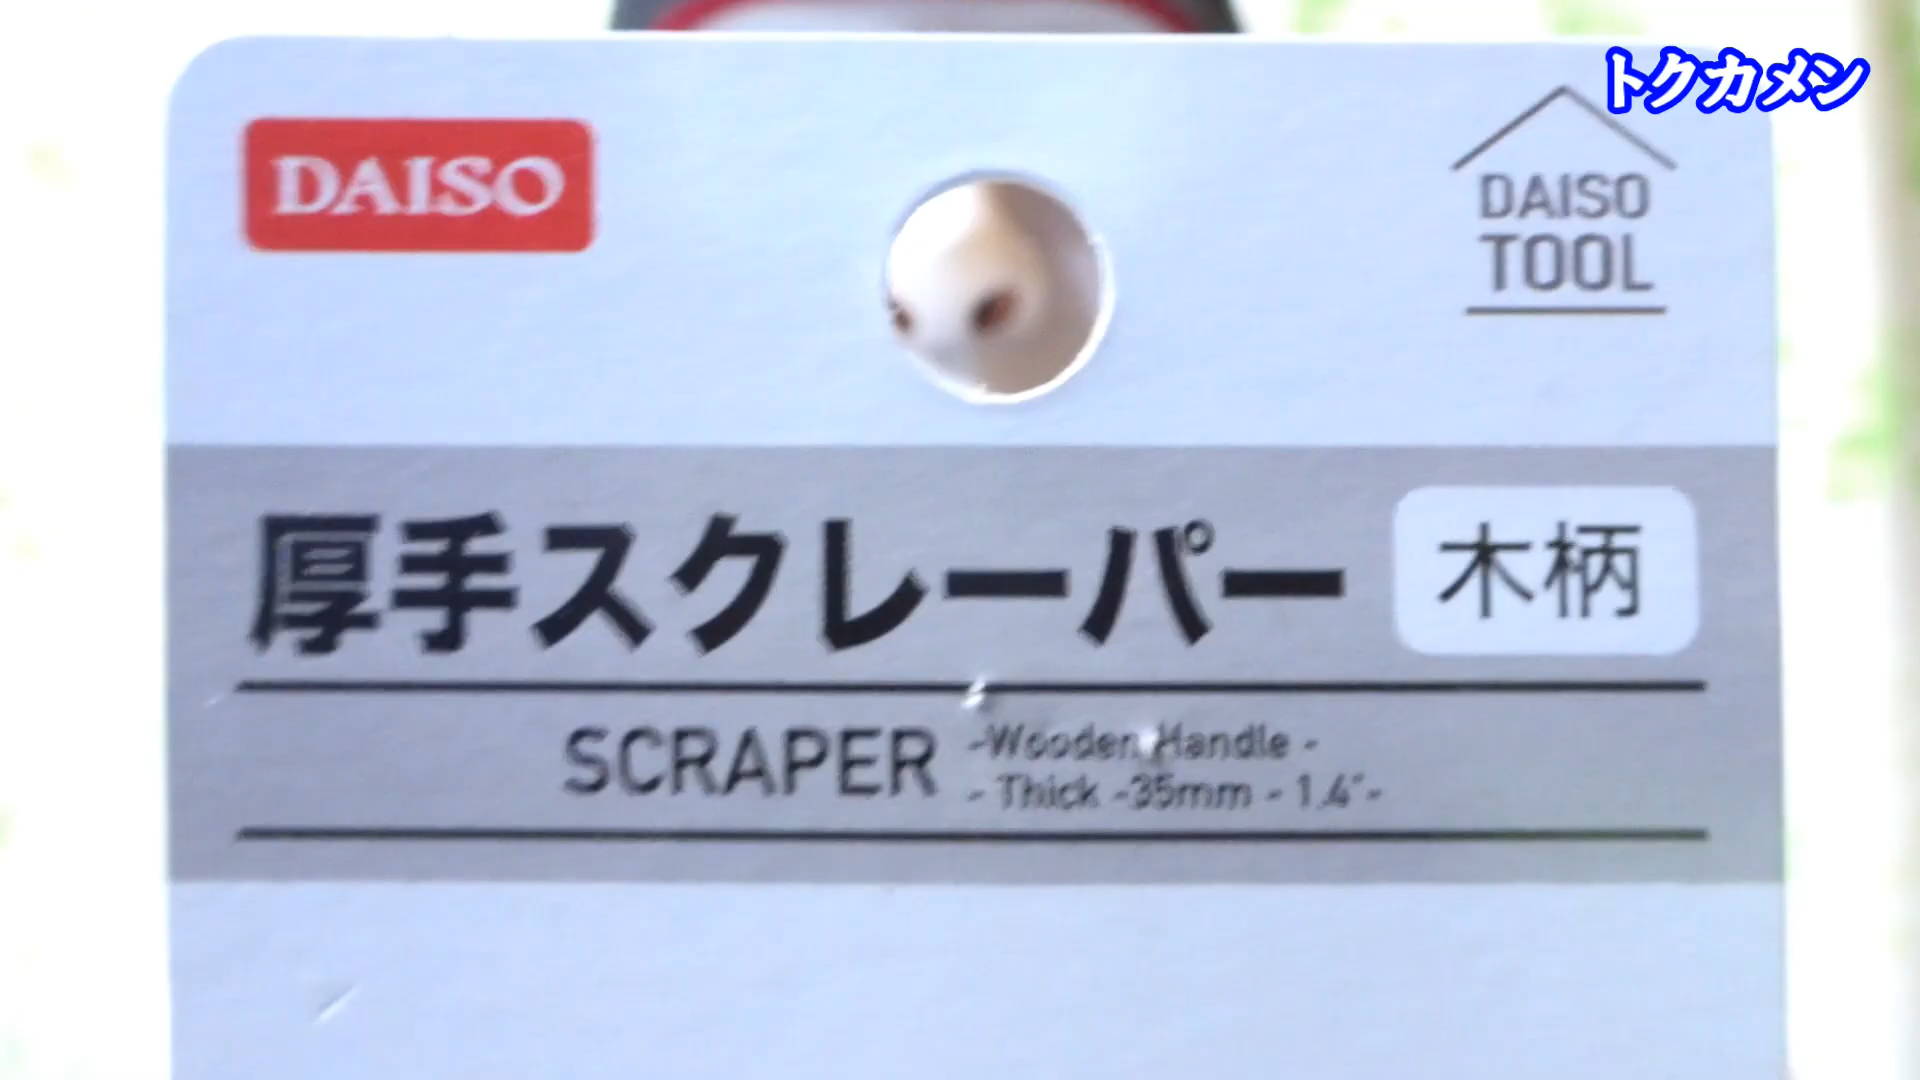 トクカメン
DAISO
DAISO
TOOL
厚手スクレーパー 木柄
SCRAPER
-Wooden Handle -
- Thick -35mm - 1.4"-